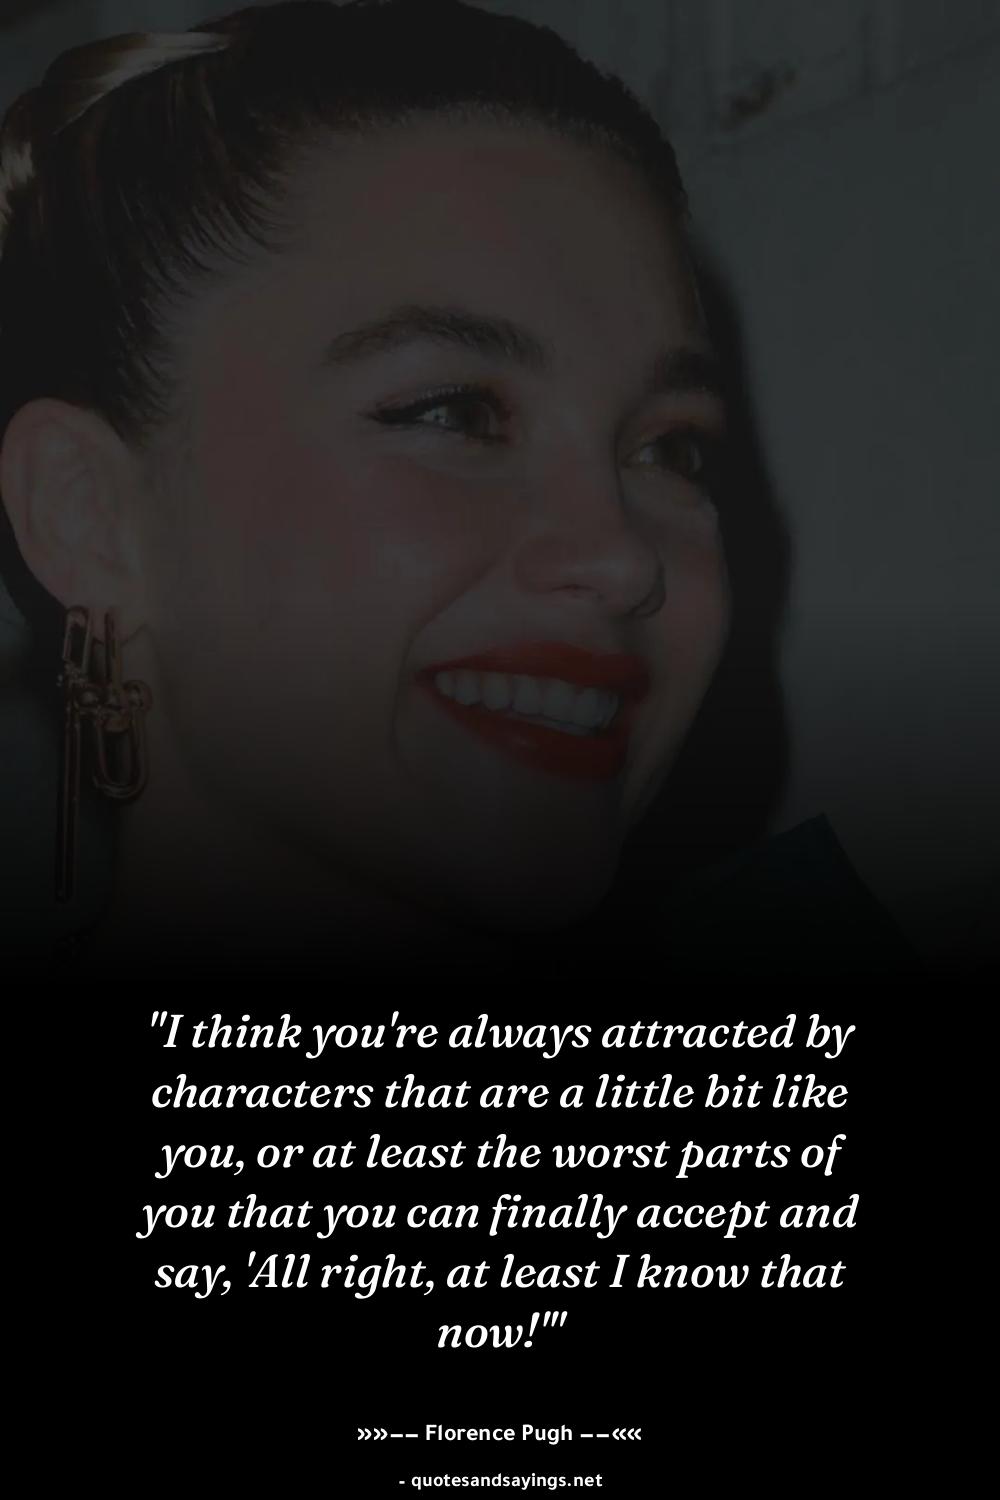 "I think you're always attracted by
characters that are a little bit like
you, or at least the worst parts of
you that you can finally accept and
say, 'All right, at least I know that
now!'"
»»–– Florence Pugh ––««
- quotesandsayings.net